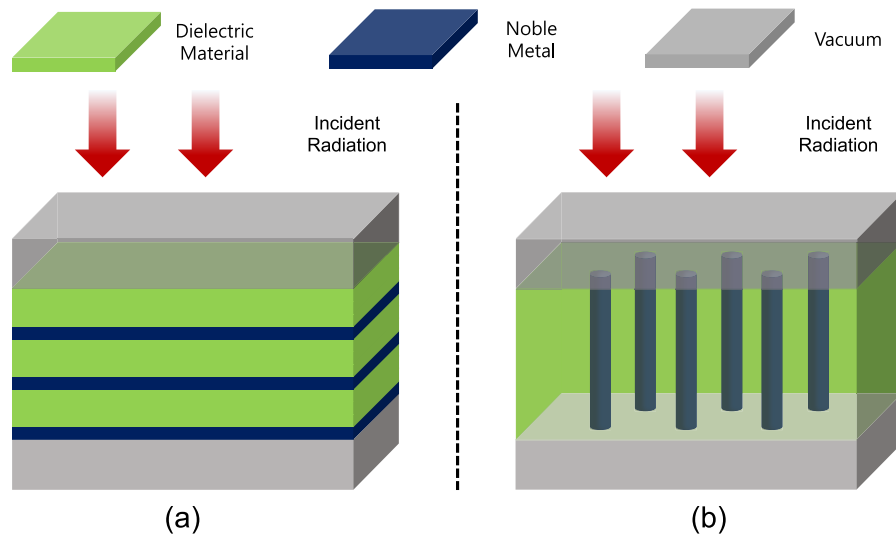 Dielectric
Material
Noble
Metal
Vacuum
Incident
Radiation
Incident
Radiation
(a)
(b)